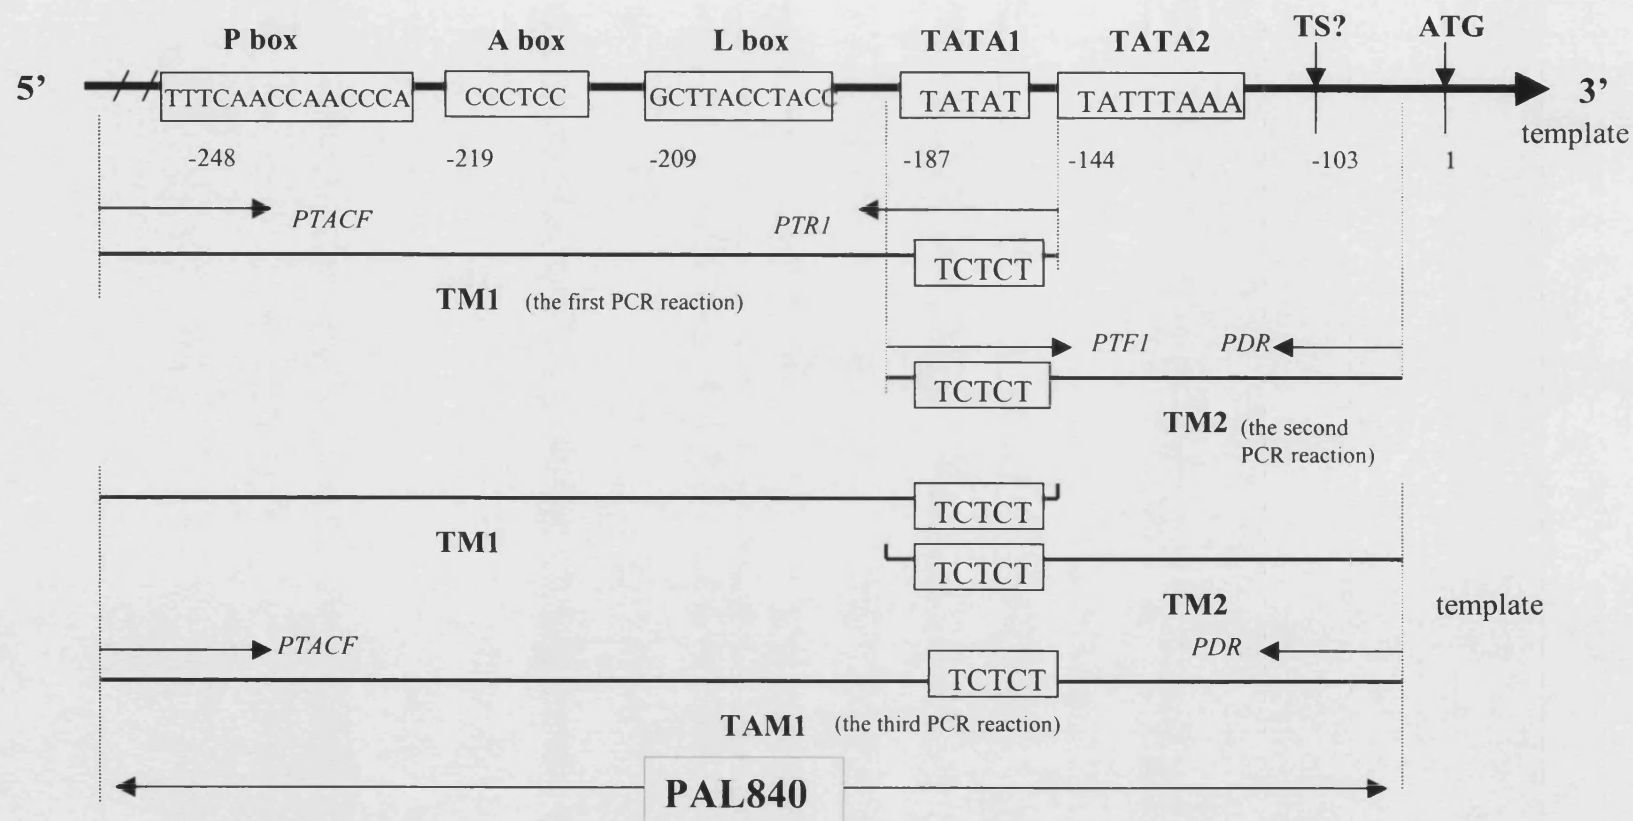 P box A box L box TATA1 TATA2 TS? ATG
5’ TTTCAACCAACCCA CCCTCC GCTTACCTACC TATAT TATTTAAA 3’
template
-248 -219 -209 -187 -144 -103 1
PTACF PTR1
TCTCT
TM1 (the first PCR reaction)
PTF1 PDR
TCTCT
TM2 (the second
PCR reaction)
TCTCT
TM1
TCTCT
TM2 template
PTACF PDR
TCTCT
TAM1 (the third PCR reaction)
PAL840